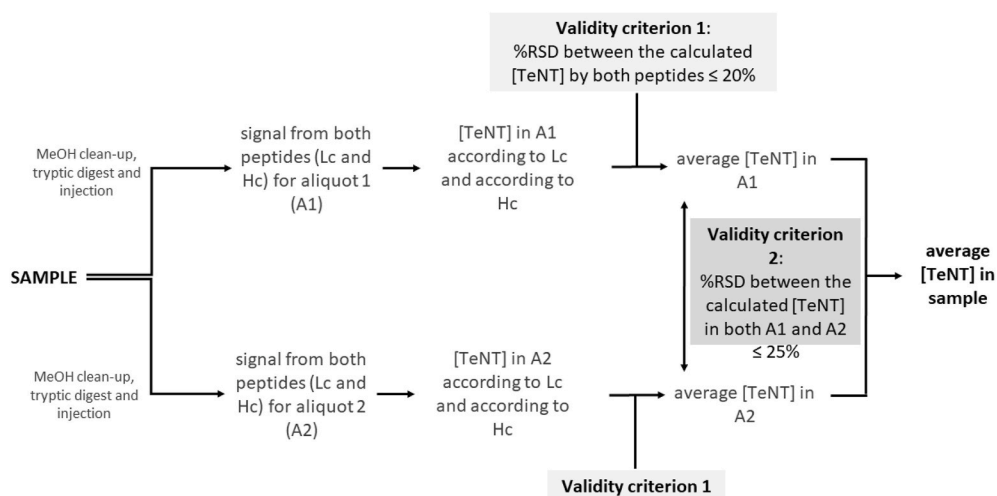 Validity criterion 1:
%RSD between the calculated
[TeNT] by both peptides ≤ 20%
MeOH clean-up,
tryptic digest and
injection
signal from both
peptides (Lc and
Hc) for aliquot 1
(A1)
[TeNT] in A1
according to Lc
and according to
Hc
average [TeNT] in
A1
SAMPLE
Validity criterion
2:
%RSD between the
calculated [TeNT]
in both A1 and A2
≤ 25%
average
[TeNT] in
sample
MeOH clean-up,
tryptic digest and
injection
signal from both
peptides (Lc and
Hc) for aliquot 2
(A2)
[TeNT] in A2
according to Lc
and according to
Hc
average [TeNT] in
A2
Validity criterion 1